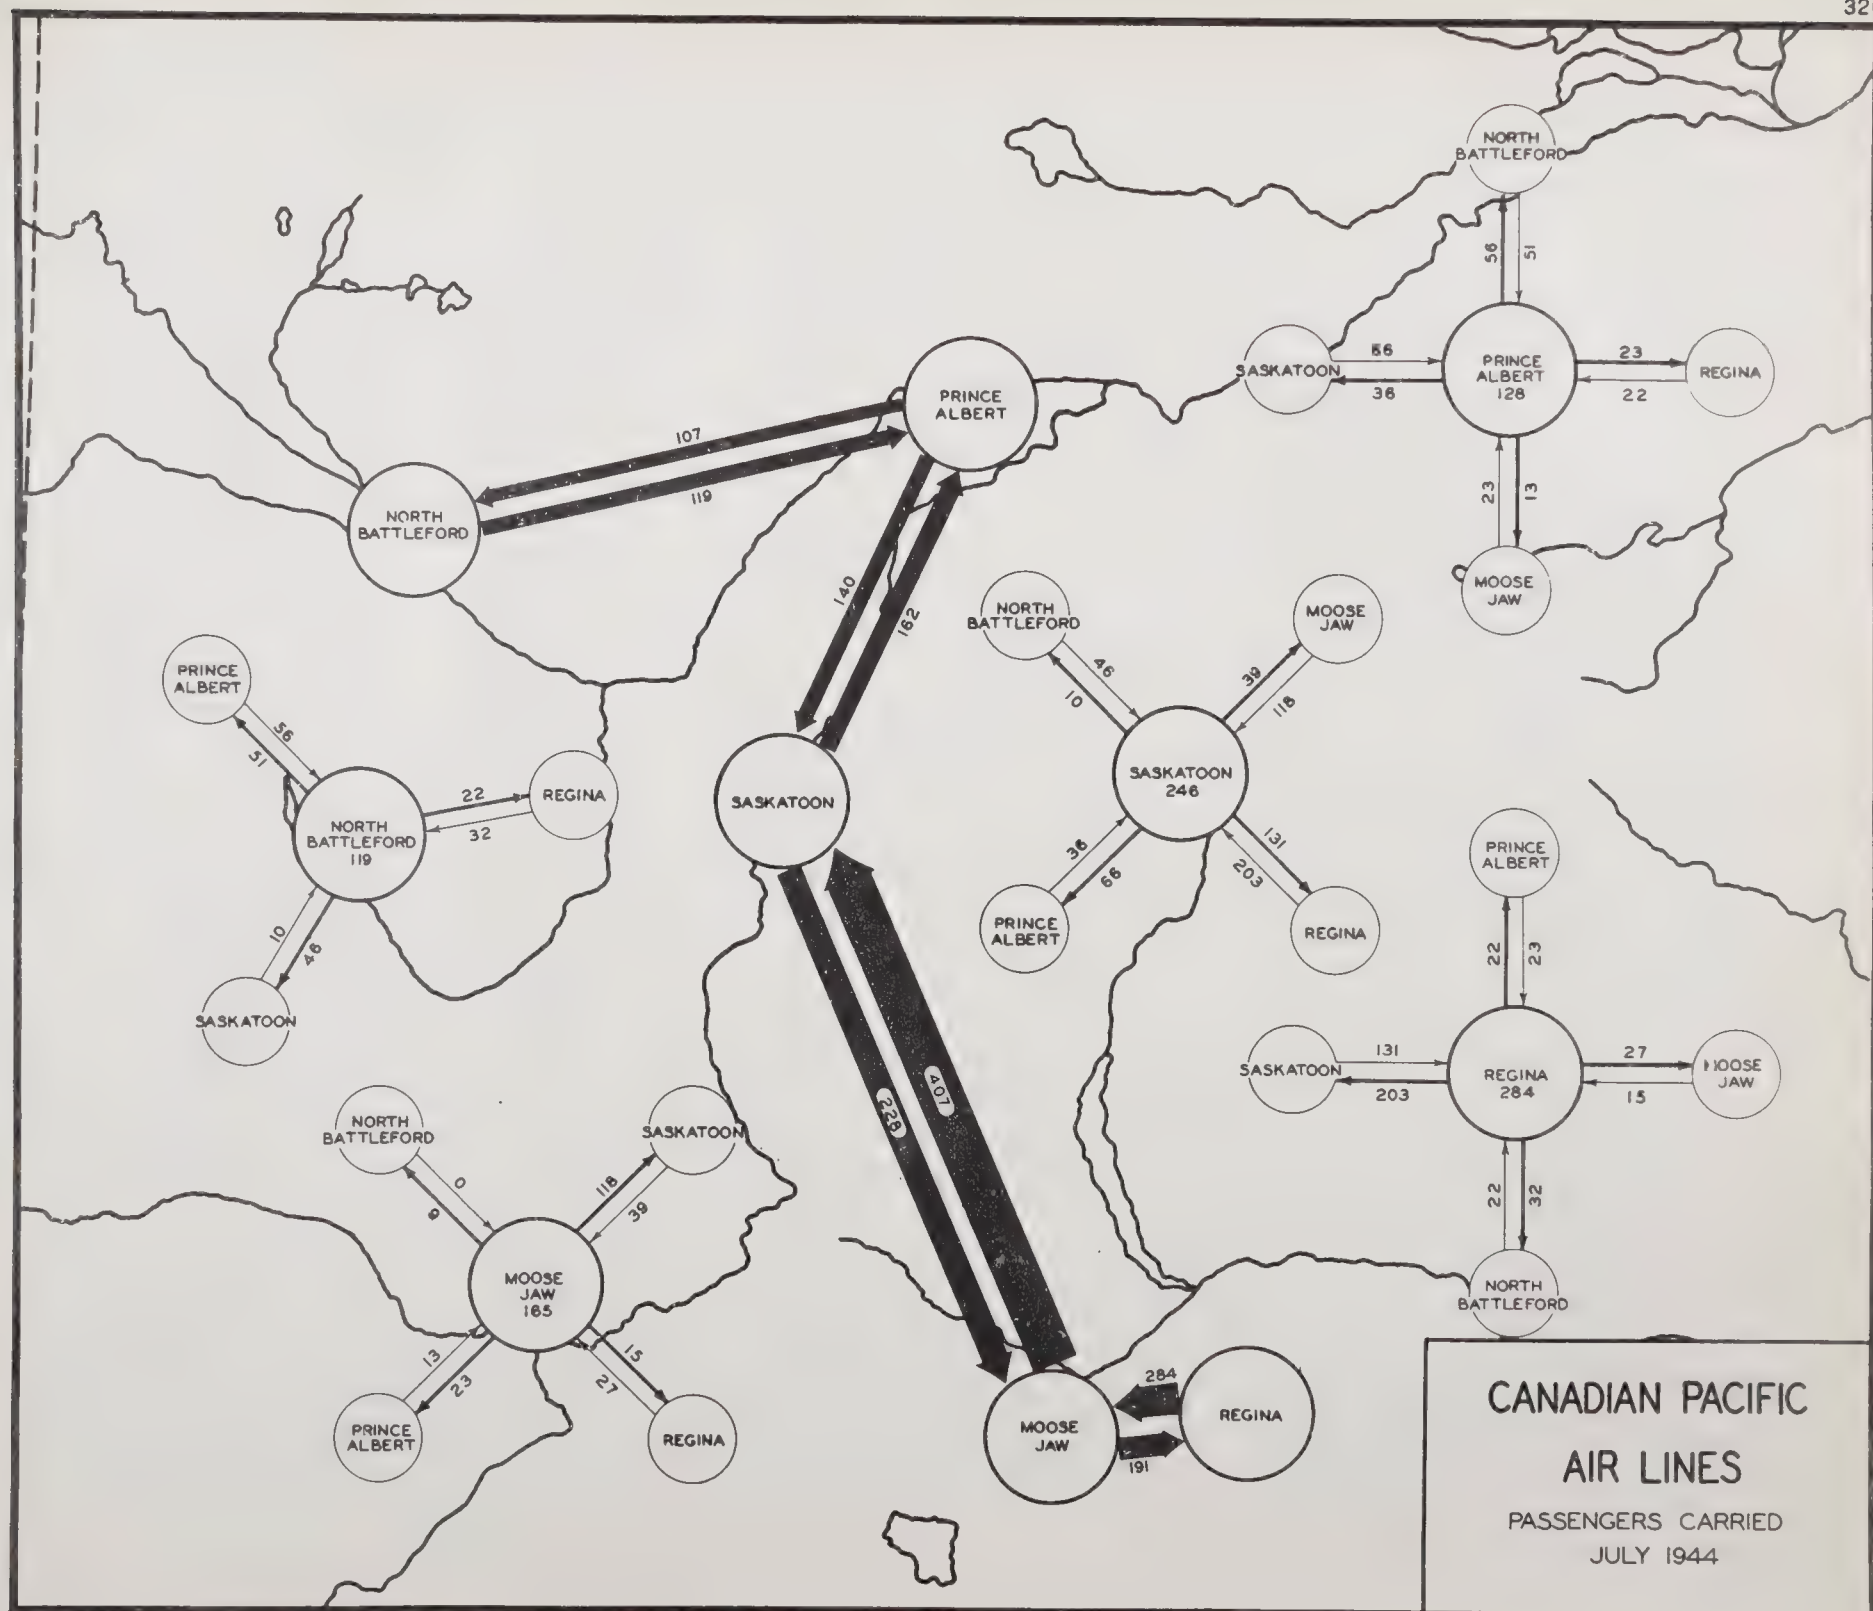 32
NORTH
BATTLEFORD
56
51
SASKATOON
66
36
PRINCE
ALBERT
128
23
22
REGINA
23
13
MOOSE
JAW
PRINCE
ALBERT
107
119
NORTH
BATTLEFORD
140
162
SASKATOON
228
407
MOOSE
JAW
284
191
REGINA
PRINCE
ALBERT
56
51
NORTH
BATTLEFORD
119
22
32
REGINA
10
46
SASKATOON
NORTH
BATTLEFORD
46
10
MOOSE
JAW
39
118
SASKATOON
246
36
66
PRINCE
ALBERT
131
203
REGINA
PRINCE
ALBERT
22
23
SASKATOON
131
203
REGINA
284
27
15
MOOSE
JAW
22
32
NORTH
BATTLEFORD
NORTH
BATTLEFORD
0
9
SASKATOON
118
39
MOOSE
JAW
165
13
23
PRINCE
ALBERT
15
27
REGINA
CANADIAN PACIFIC
AIR LINES
PASSENGERS CARRIED
JULY 1944